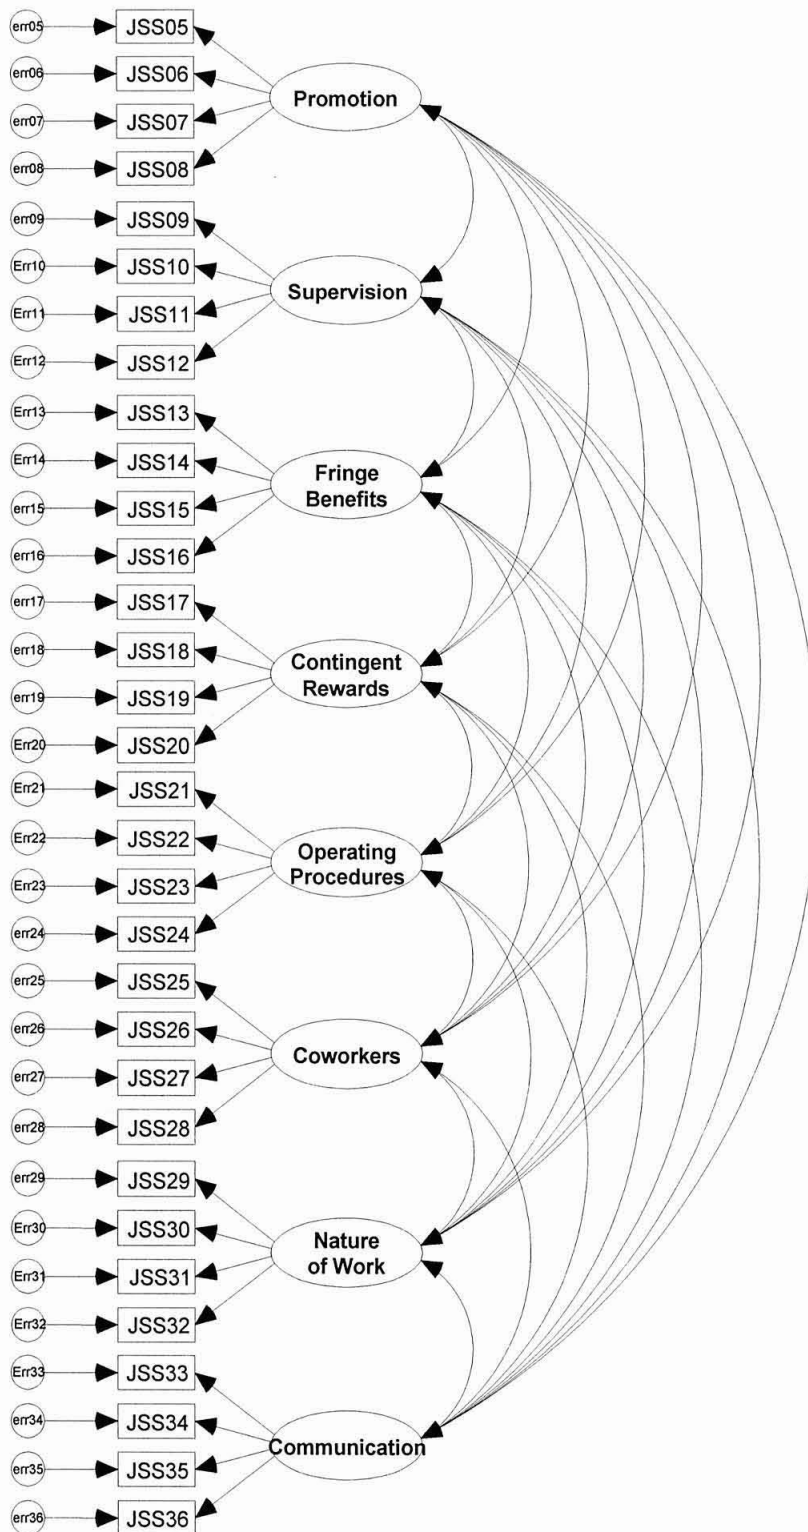 err05 JSS05
err06 JSS06
Promotion
err07 JSS07
err08 JSS08
err09 JSS09
Err10 JSS10
Supervision
Err11 JSS11
Err12 JSS12
Err13 JSS13
Err14 JSS14
Fringe
Benefits
err15 JSS15
err16 JSS16
err17 JSS17
err18 JSS18
Contingent
Rewards
err19 JSS19
Err20 JSS20
Err21 JSS21
Err22 JSS22
Operating
Procedures
Err23 JSS23
err24 JSS24
err25 JSS25
err26 JSS26
Coworkers
err27 JSS27
err28 JSS28
err29 JSS29
Err30 JSS30
Nature
of Work
Err31 JSS31
Err32 JSS32
Err33 JSS33
err34 JSS34
Communication
err35 JSS35
err36 JSS36